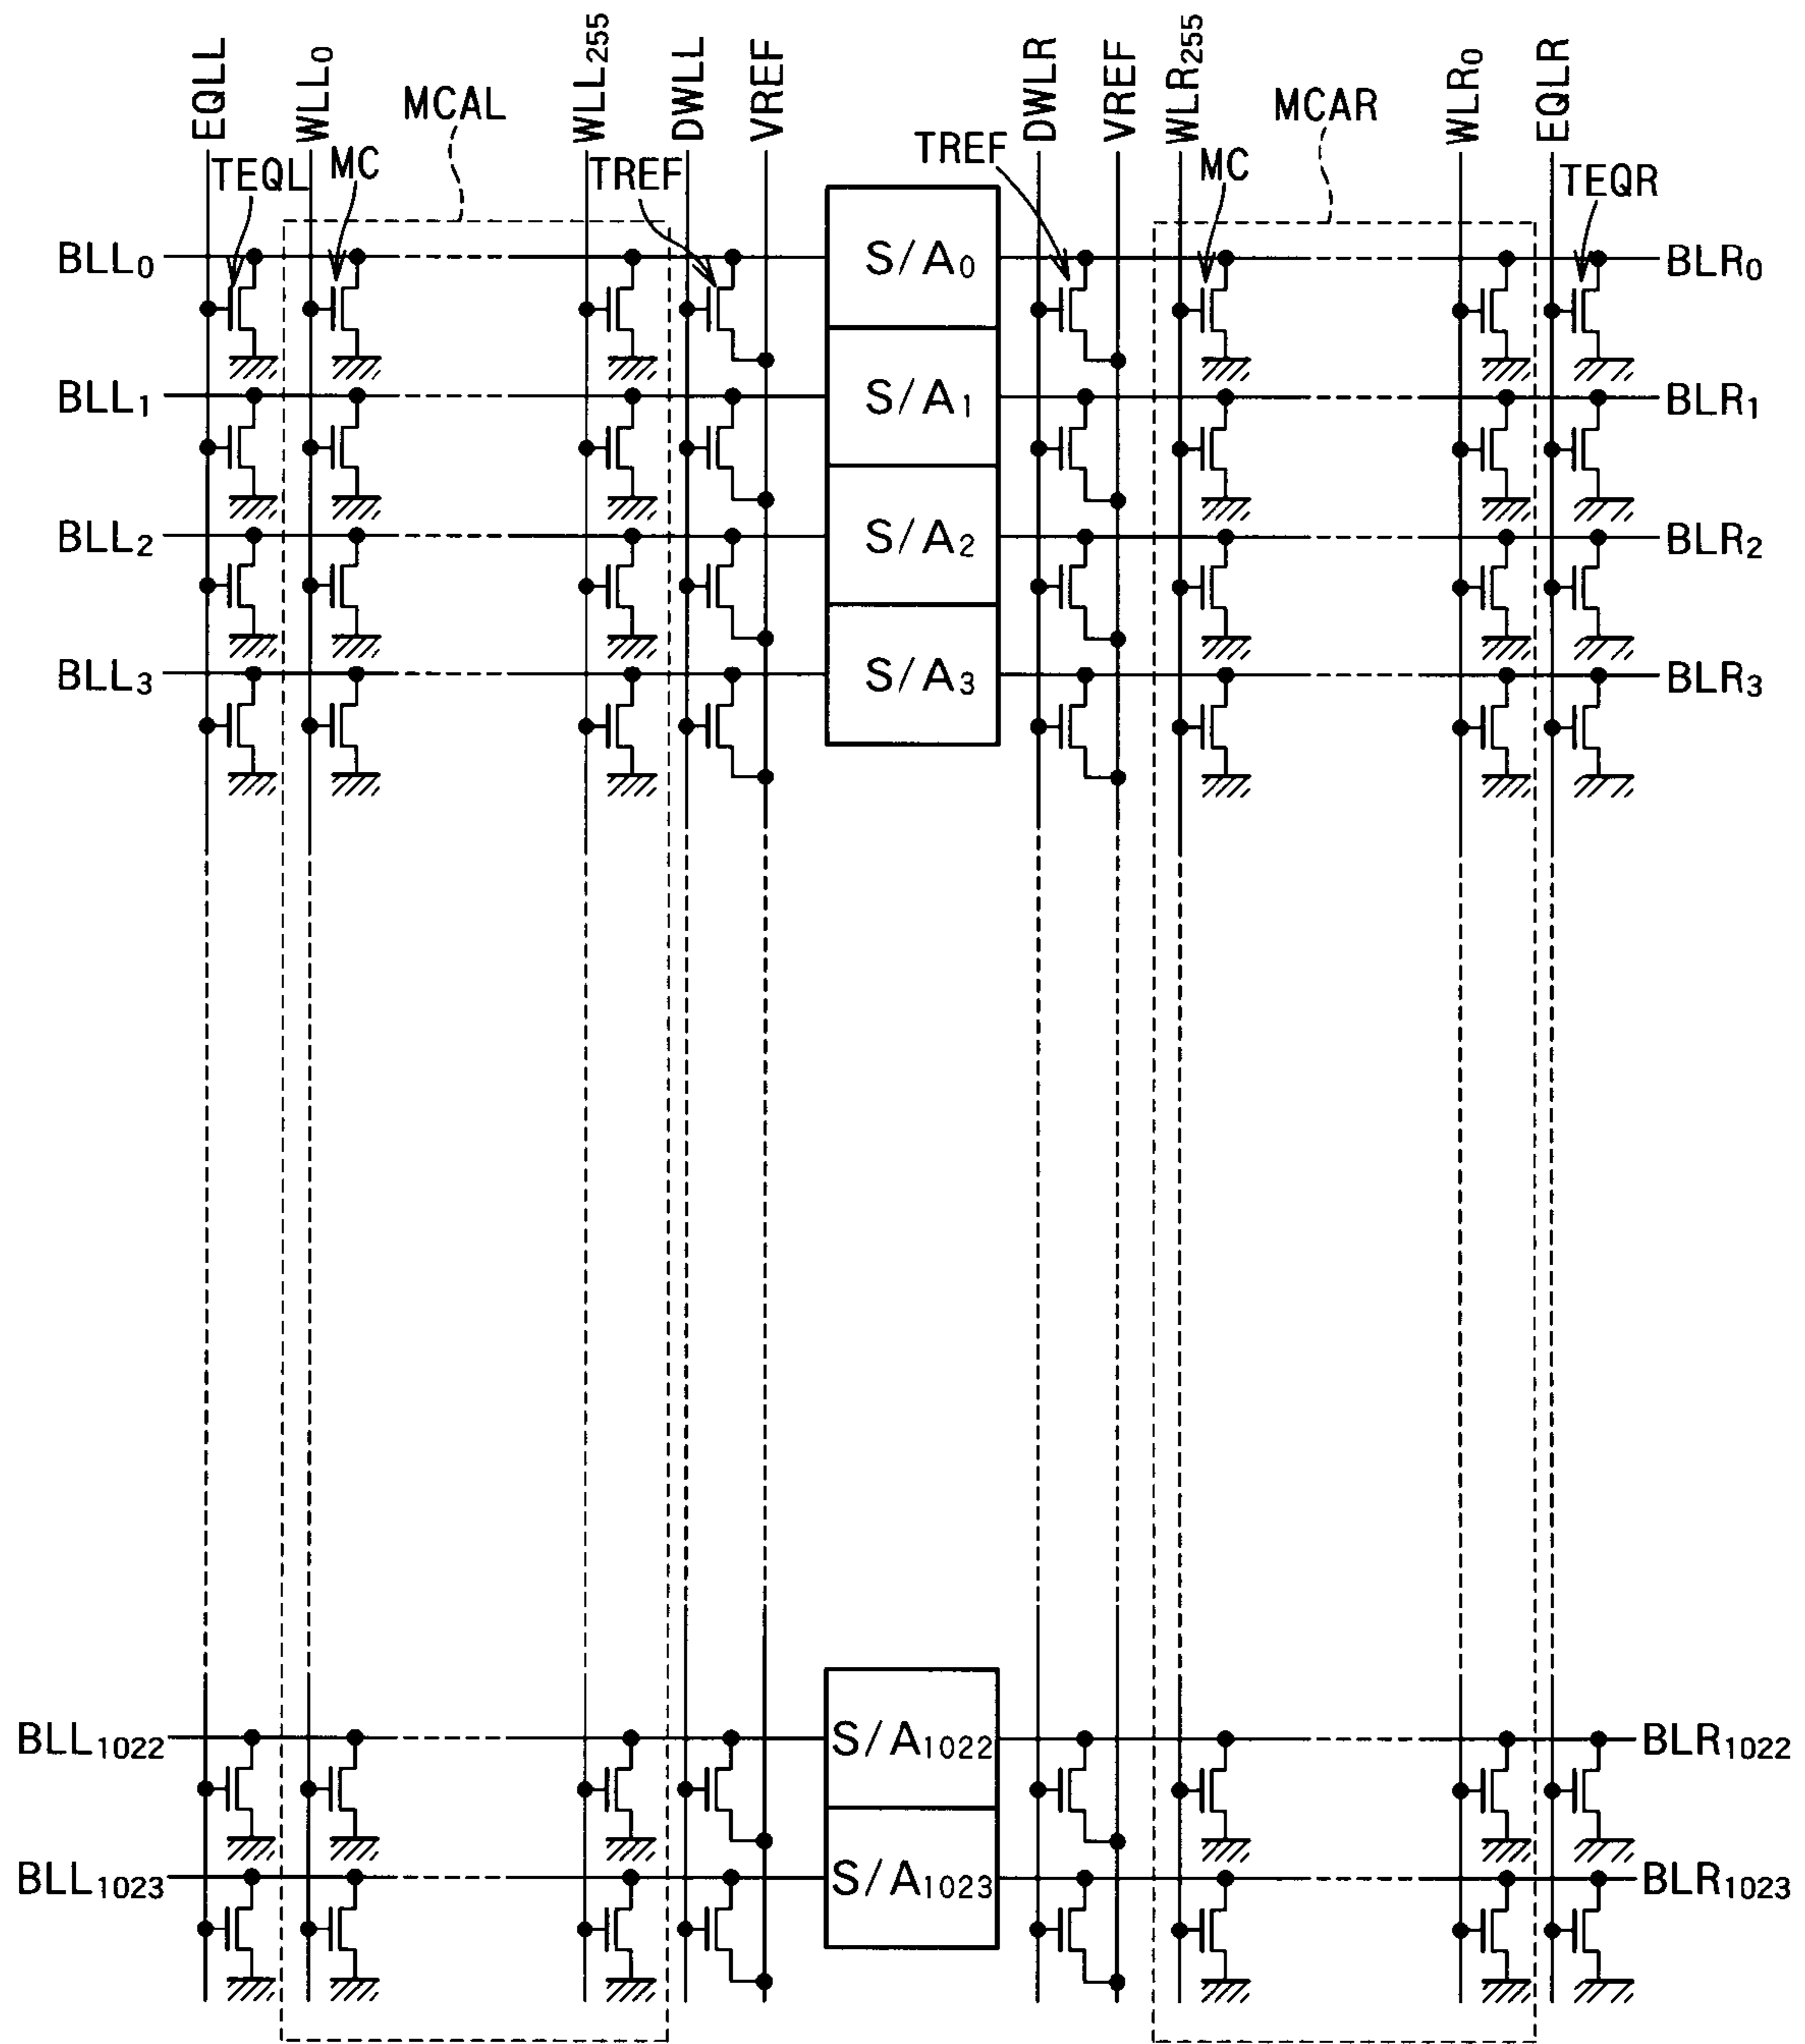 EQLL
WLL0
WLL255
DWLL
VREF
DWLR
VREF
WLR255
WLR0
EQLR
MCAL
MCAR
TEQL
MC
TREF
TREF
MC
TEQR
BLL0
S/A0
BLR0
BLL1
S/A1
BLR1
BLL2
S/A2
BLR2
BLL3
S/A3
BLR3
BLL1022
S/A1022
BLR1022
BLL1023
S/A1023
BLR1023